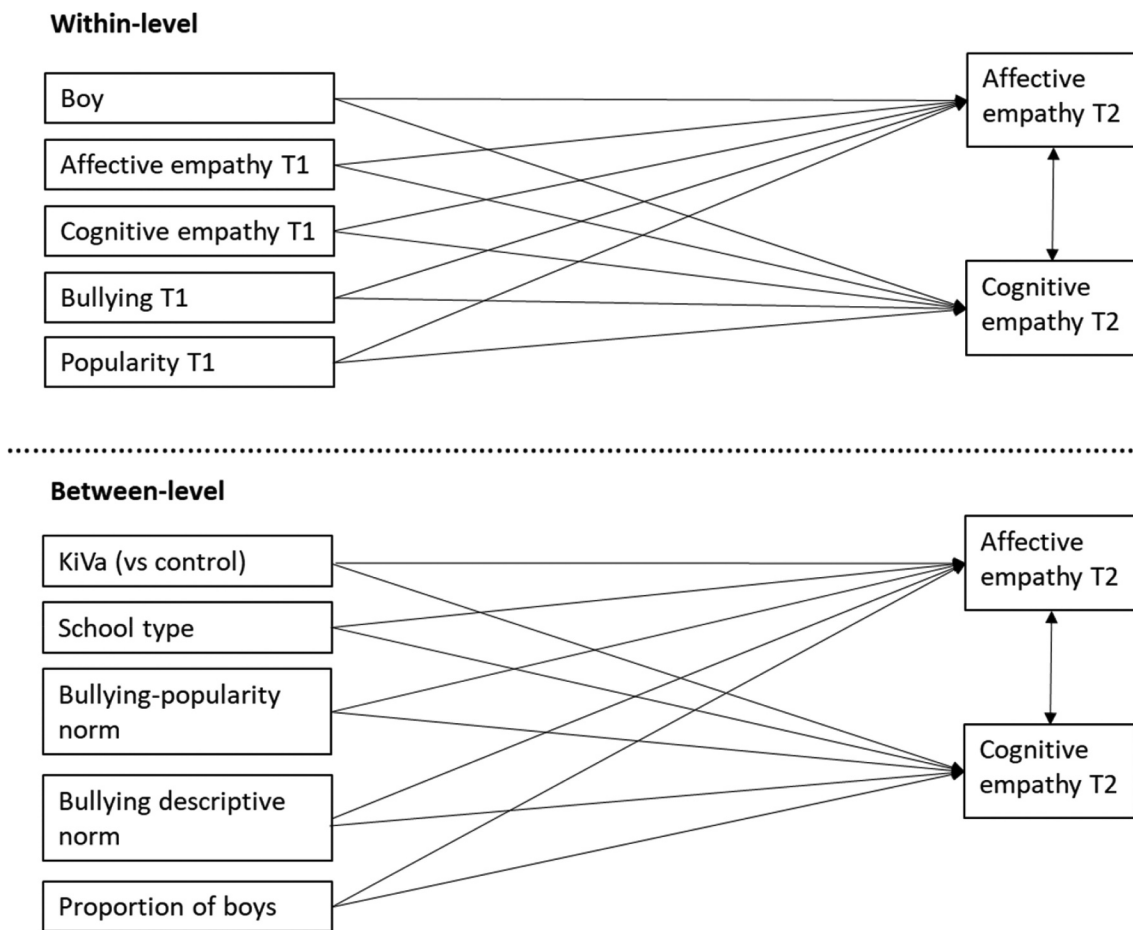 Within-level
Boy
Affective empathy T1
Cognitive empathy T1
Bullying T1
Popularity T1
Affective
empathy T2
Cognitive
empathy T2
Between-level
KiVa (vs control)
School type
Bullying-popularity
norm
Bullying descriptive
norm
Proportion of boys
Affective
empathy T2
Cognitive
empathy T2